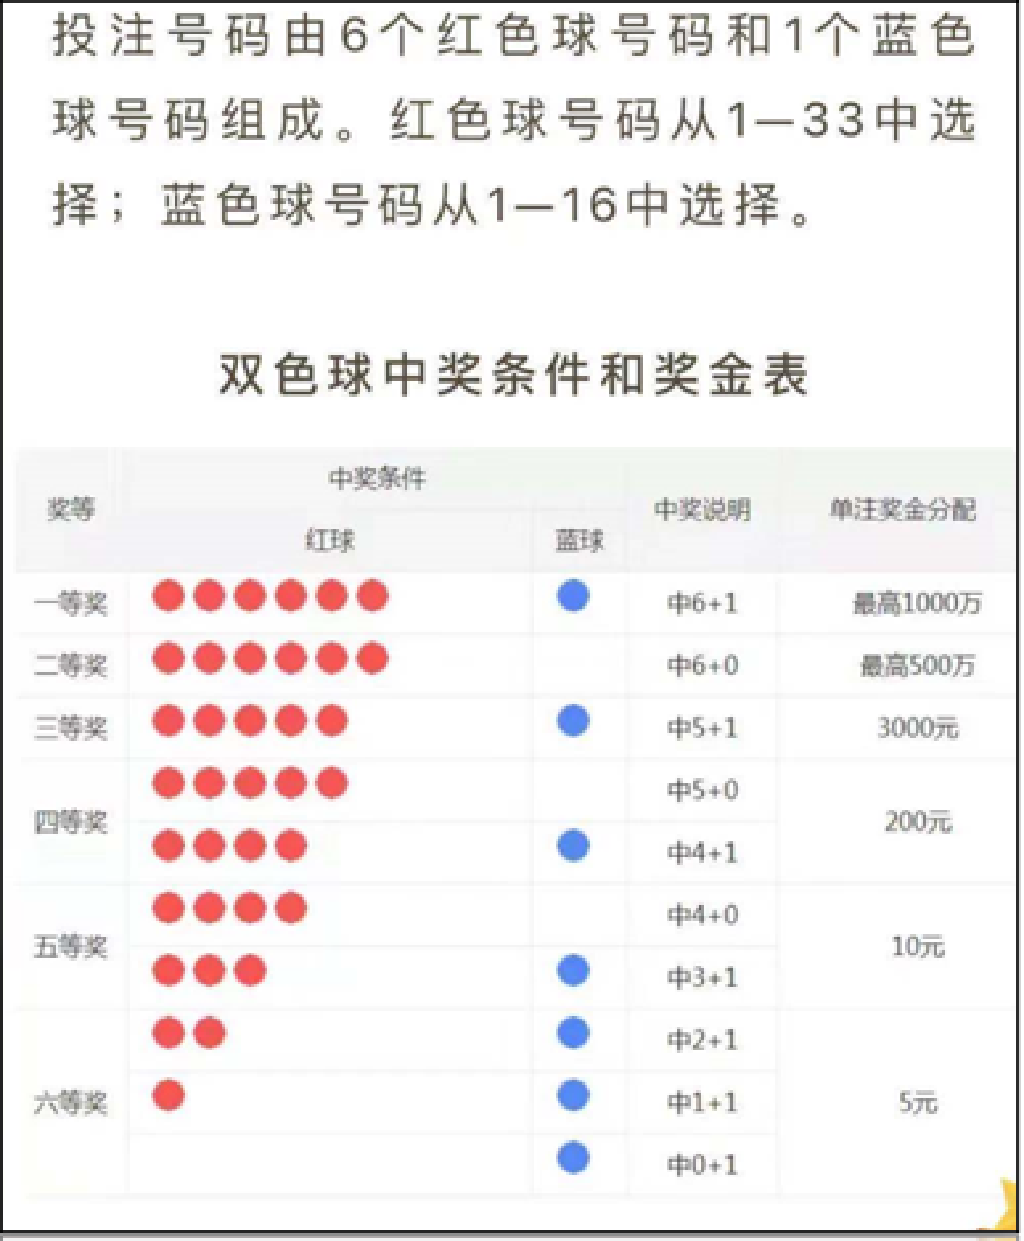 投注号码由6个红色球号码和1个蓝色
球号码组成。红色球号码从1—33中选
择；蓝色球号码从1—16中选择。
双色球中奖条件和奖金表
奖等 中奖条件 中奖说明 单注奖金分配
红球 蓝球
一等奖 中6+1 最高1000万
二等奖 中6+0 最高500万
三等奖 中5+1 3000元
四等奖 中5+0 200元
中4+1
五等奖 中4+0 10元
中3+1
六等奖 中2+1 5元
中1+1
中0+1